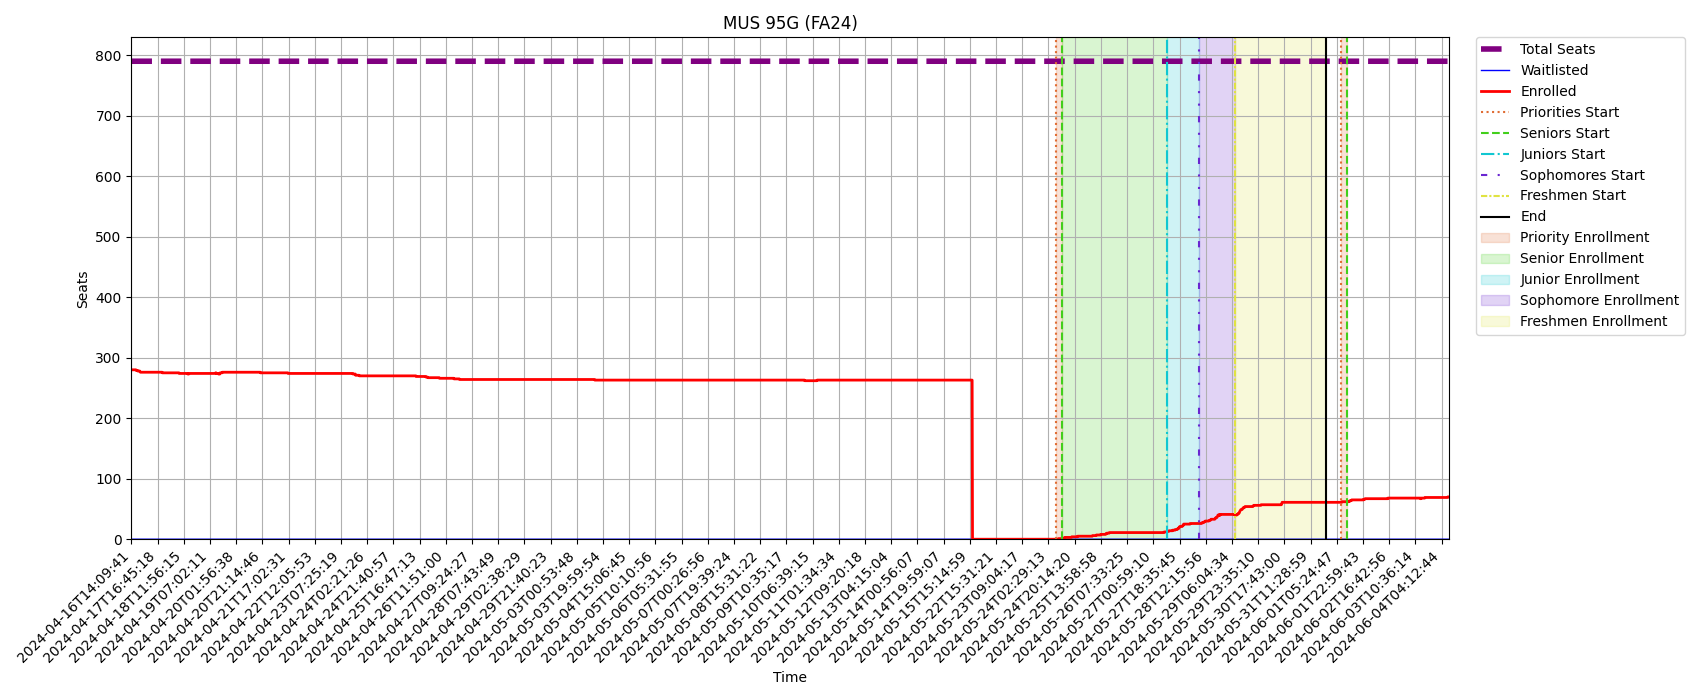 MUS 95G (FA24)
Seats
800
700
600
500
400
300
200
100
0
2024-04-16T14:09:41
2024-04-17T16:45:18
2024-04-18T11:56:15
2024-04-19T07:02:11
2024-04-20T01:56:38
2024-04-20T21:14:46
2024-04-21T17:02:31
2024-04-22T12:05:53
2024-04-23T07:25:19
2024-04-24T02:21:26
2024-04-24T21:40:57
2024-04-25T16:47:13
2024-04-26T11:51:00
2024-04-27T09:24:27
2024-04-28T07:43:49
2024-04-29T02:38:29
2024-04-29T21:40:23
2024-05-03T00:53:48
2024-05-03T19:59:54
2024-05-04T15:06:45
2024-05-05T10:10:56
2024-05-06T05:31:55
2024-05-07T00:26:56
2024-05-07T19:39:24
2024-05-08T15:31:22
2024-05-09T10:35:17
2024-05-10T06:39:15
2024-05-11T01:34:34
2024-05-12T09:20:18
2024-05-13T04:15:04
2024-05-14T00:56:07
2024-05-14T19:59:07
2024-05-15T15:14:59
2024-05-22T15:31:21
2024-05-23T09:04:17
2024-05-24T02:29:13
2024-05-24T20:14:20
2024-05-25T13:58:58
2024-05-26T07:33:25
2024-05-27T00:59:10
2024-05-27T18:35:45
2024-05-28T12:15:56
2024-05-29T06:04:34
2024-05-29T23:35:10
2024-05-30T17:43:00
2024-05-31T11:28:59
2024-06-01T05:24:47
2024-06-01T22:59:43
2024-06-02T16:42:56
2024-06-03T10:36:14
2024-06-04T04:12:44
Time
Total Seats
Waitlisted
Enrolled
Priorities Start
Seniors Start
Juniors Start
Sophomores Start
Freshmen Start
End
Priority Enrollment
Senior Enrollment
Junior Enrollment
Sophomore Enrollment
Freshmen Enrollment